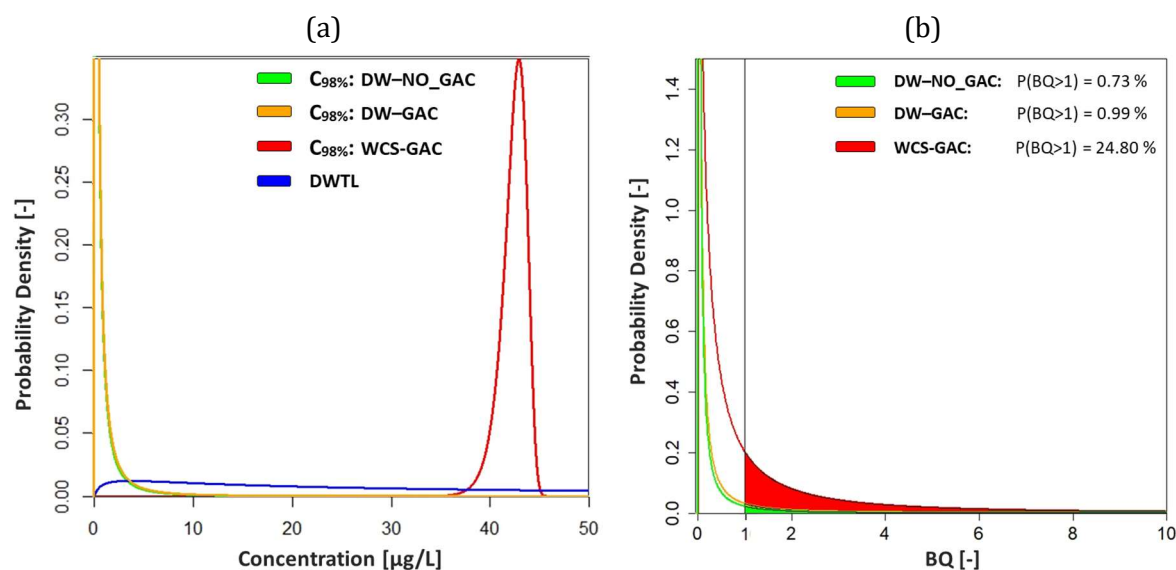 (a)
C98%: DW–NO_GAC
C98%: DW–GAC
C98%: WCS-GAC
DWTL
Probability Density [-]
0.30
0.25
0.20
0.15
0.10
0.05
0.00
0 10 20 30 40 50
Concentration [µg/L]
(b)
DW–NO_GAC: P(BQ>1) = 0.73 %
DW–GAC: P(BQ>1) = 0.99 %
WCS-GAC: P(BQ>1) = 24.80 %
Probability Density [-]
1.4
1.2
1.0
0.8
0.6
0.4
0.2
0.0
0 1 2 4 6 8 10
BQ [-]